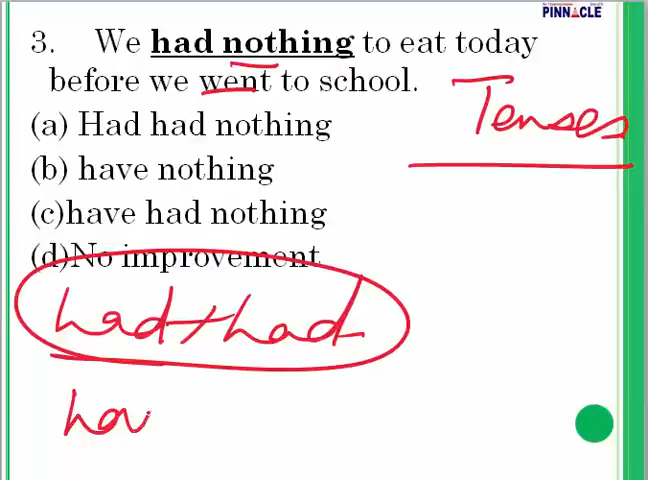 PINNACLE
3. We had nothing to eat today
before we went to school.
Tenses
(a) Had had nothing
(b) have nothing
(c)have had nothing
(d)No improvement
had+had